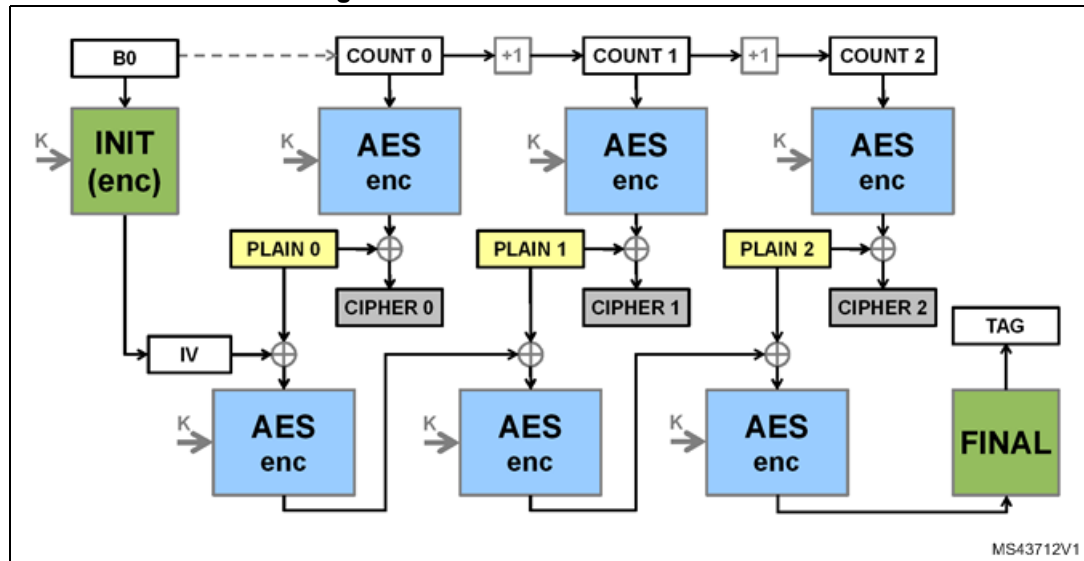 B0
COUNT 0
+1
COUNT 1
+1
COUNT 2
K
INIT
(enc)
K
AES
enc
K
AES
enc
K
AES
enc
PLAIN 0
PLAIN 1
PLAIN 2
CIPHER 0
CIPHER 1
CIPHER 2
IV
TAG
K
AES
enc
K
AES
enc
K
AES
enc
FINAL
MS43712V1